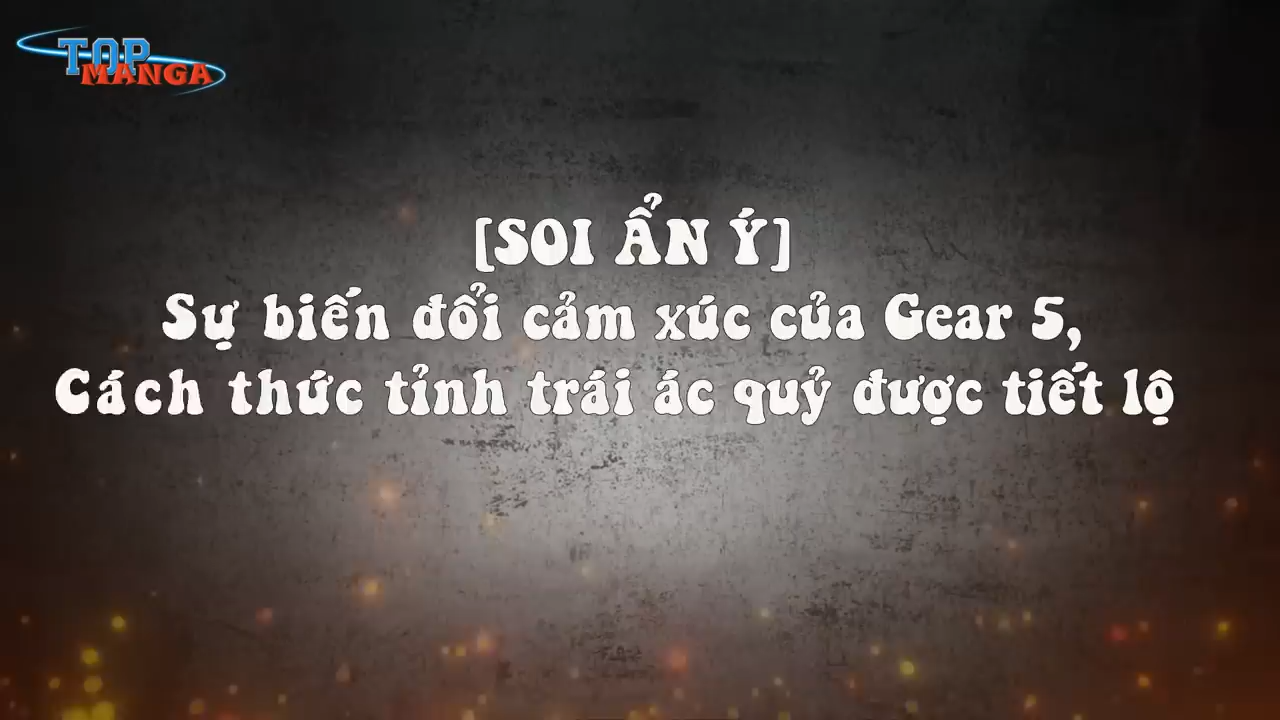 TOP
MANGA
[SOI ẨN Ý]
Sự biến đổi cảm xúc của Gear 5,
Cách thức tỉnh trái ác quỷ được tiết lộ